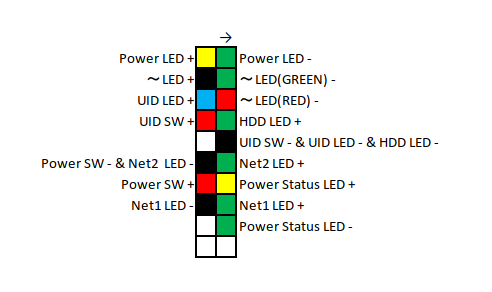 →
Power LED + Power LED -
～ LED + ～ LED(GREEN) -
UID LED + ～ LED(RED) -
UID SW + HDD LED +
UID SW - & UID LED - & HDD LED -
Power SW - & Net2 LED - Net2 LED +
Power SW + Power Status LED +
Net1 LED - Net1 LED +
Power Status LED -